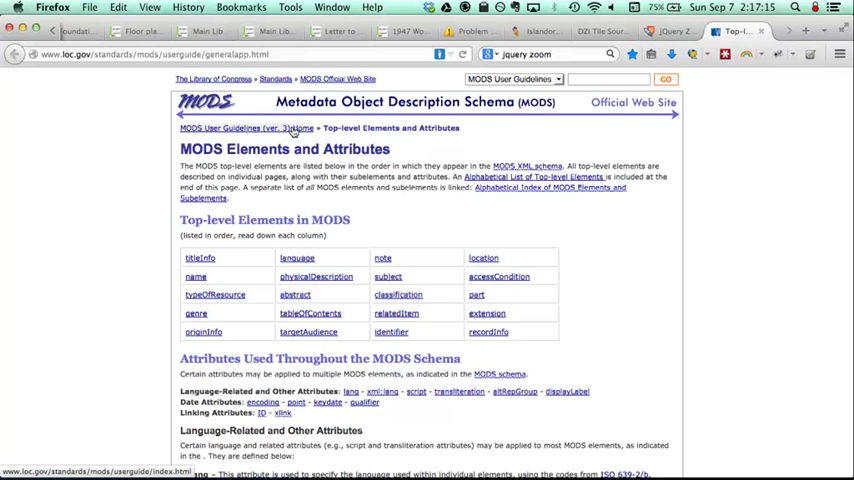 Firefox File Edit View History Bookmarks Tools Window Help 75% Sun Sep 7 2:17:15
oundati... Floor pla... Main Lib... Main Lib... Letter to ... 1947 Wo... Problem ... Islandor... DZI Tile Sour... jQuery Z... Top-l...
www.loc.gov/standards/mods/userguide/generalapp.html jquery zoom
The Library of Congress » Standards » MODS Official Web Site MODS User Guidelines GO
MODS Metadata Object Description Schema (MODS) Official Web Site
MODS User Guidelines (ver. 3) Home » Top-level Elements and Attributes
MODS Elements and Attributes
The MODS top-level elements are listed below in the order in which they appear in the MODS XML schema. All top-level elements are
described on individual pages, along with their subelements and attributes. An Alphabetical List of Top-level Elements is included at the
end of this page. A separate list of all MODS elements and subelements is linked: Alphabetical Index of MODS Elements and
Subelements.
Top-level Elements in MODS
(listed in order, read down each column)
titleInfo language note location
name physicalDescription subject accessCondition
typeOfResource abstract classification part
genre tableOfContents relatedItem extension
originInfo targetAudience identifier recordInfo
Attributes Used Throughout the MODS Schema
Certain attributes may be applied to multiple MODS elements, as indicated in the MODS schema.
Language-Related and Other Attributes: lang - xml:lang - script - transliteration - altRepGroup - displayLabel
Date Attributes: encoding - point - keydate - qualifier
Linking Attributes: ID - xlink
Language-Related and Other Attributes
Certain language and related attributes (e.g., script and transliteration attributes) may be applied to most MODS elements, as indicated
in the . They are defined below:
lang – This attribute is used to specify the language used within individual elements, using the codes from ISO 639-2/b.
www.loc.gov/standards/mods/userguide/index.html